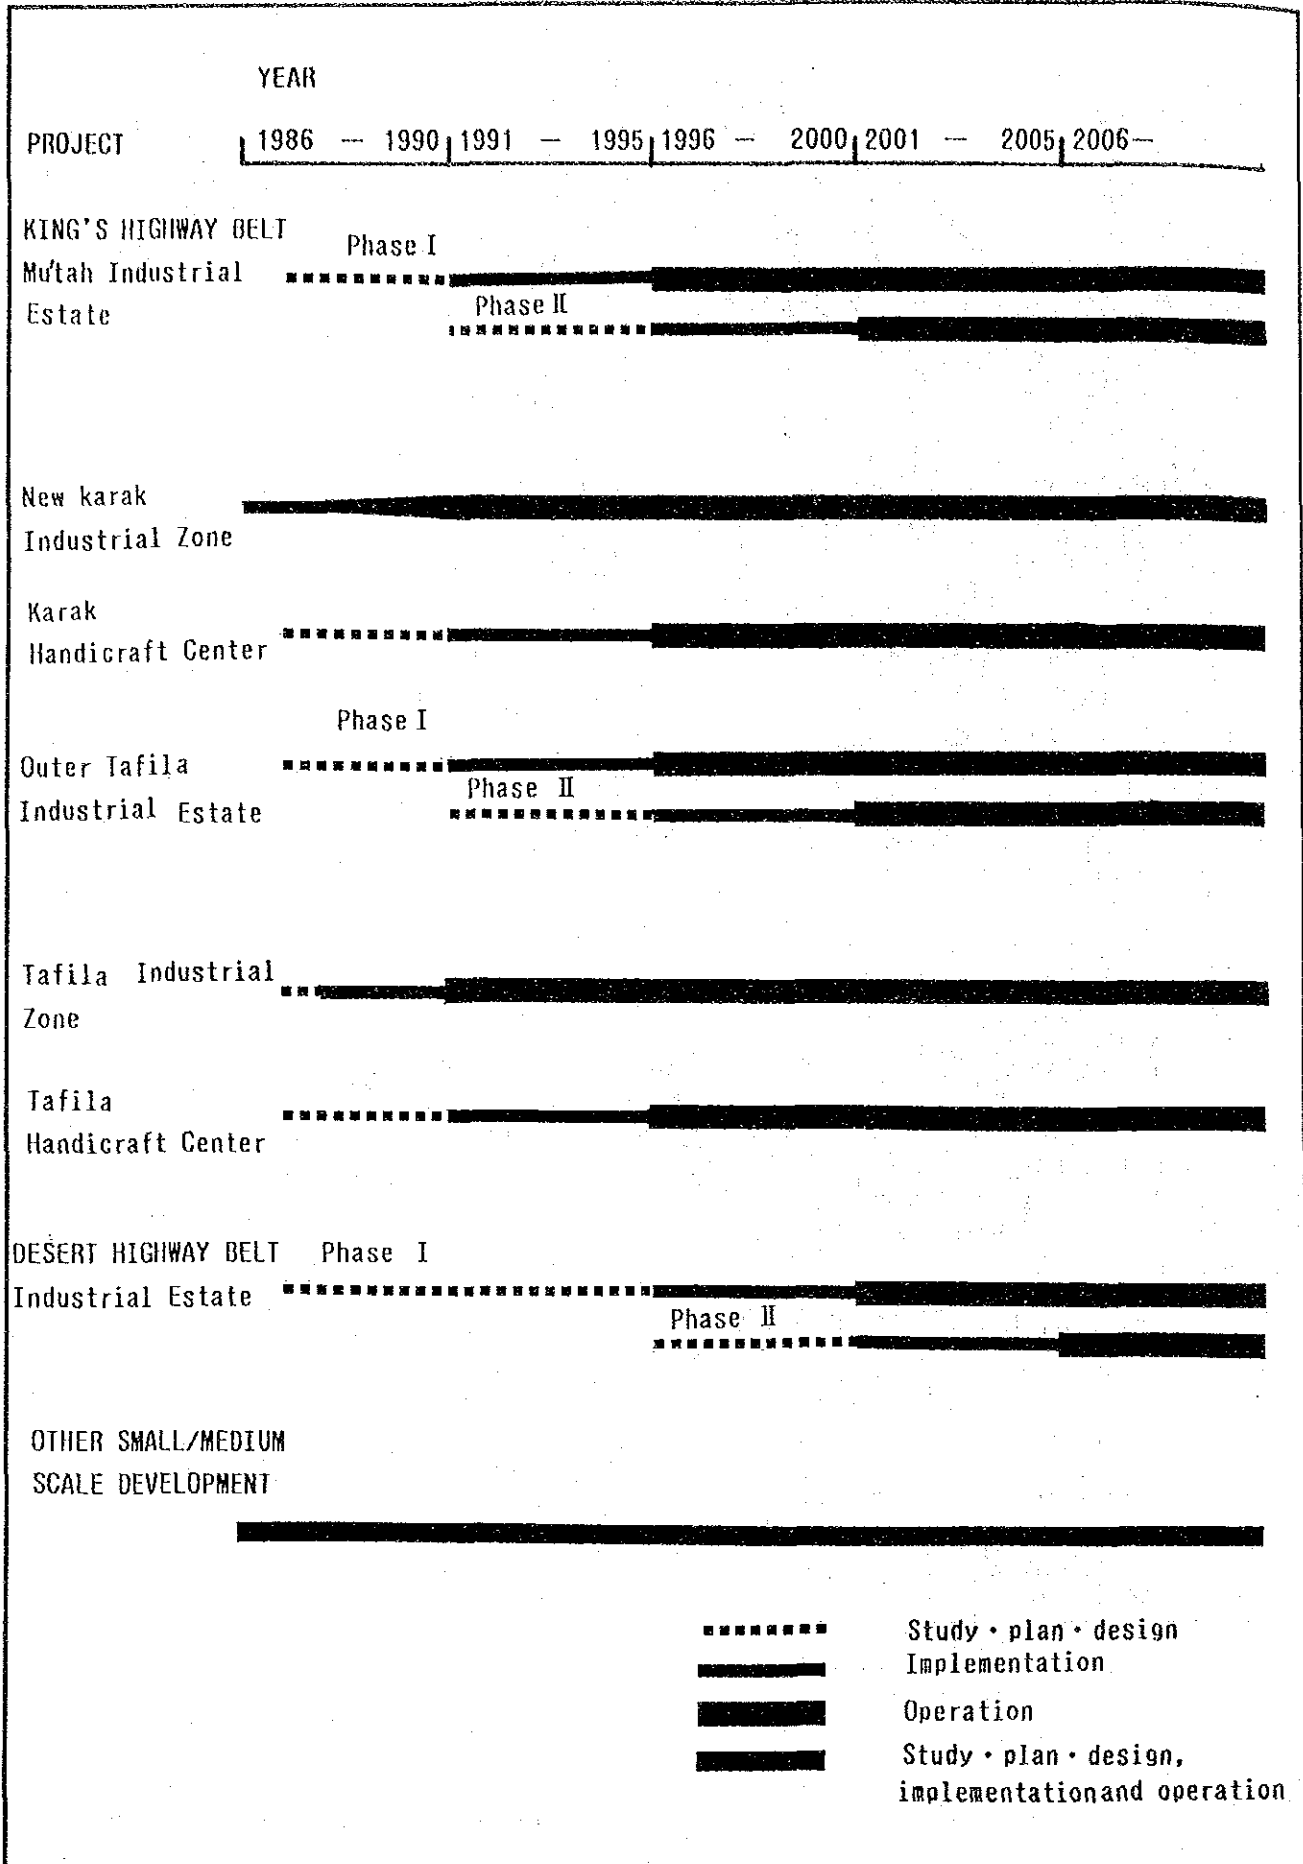 YEAR
PROJECT 1986 — 1990 1991 — 1995 1996 — 2000 2001 — 2005 2006—
KING'S HIGHWAY BELT
Phase I
Mu'tah Industrial
Estate
Phase II
New karak
Industrial Zone
Karak
Handicraft Center
Phase I
Outer Tafila
Phase II
Industrial Estate
Tafila Industrial
Zone
Tafila
Handicraft Center
DESERT HIGHWAY BELT Phase I
Industrial Estate
Phase II
OTHER SMALL/MEDIUM
SCALE DEVELOPMENT
Study・plan・design
Implementation
Operation
Study・plan・design,
implementationand operation